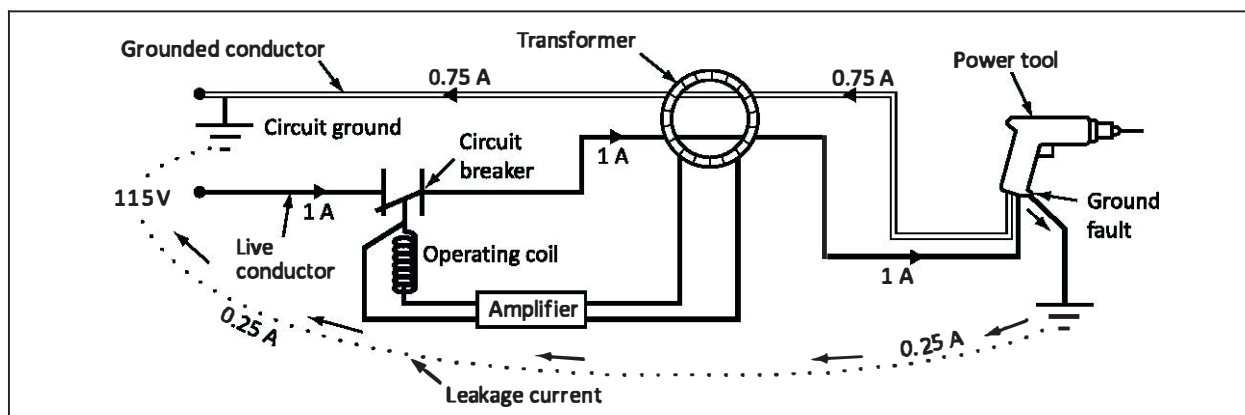 Grounded conductor
Transformer
Power tool
0.75 A
0.75 A
Circuit ground
Circuit
breaker
1 A
115V
1 A
Ground
fault
Live
conductor
Operating coil
1 A
Amplifier
0.25 A
0.25 A
Leakage current